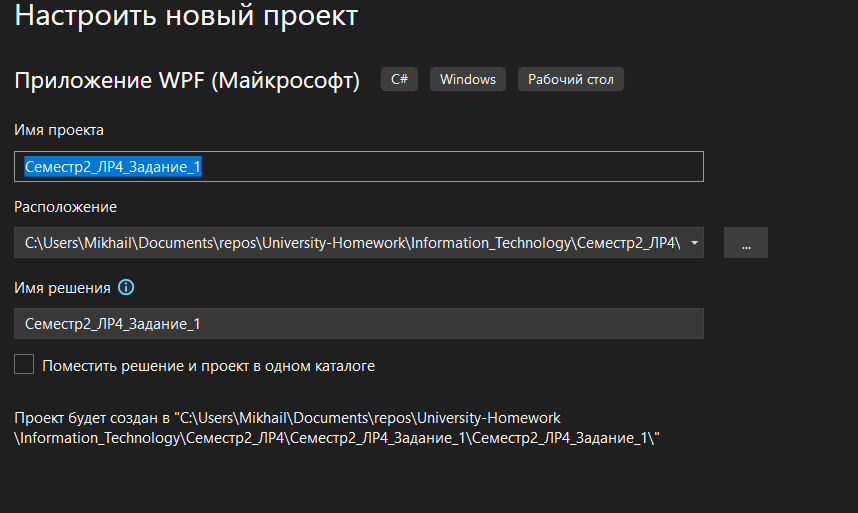 Настроить новый проект
Приложение WPF (Майкрософт) C# Windows Рабочий стол
Имя проекта
Семестр2_ЛР4_Задание_1
Расположение
C:\Users\Mikhail\Documents\repos\University-Homework\Information_Technology\Семестр2_ЛР4\ ...
Имя решения
Семестр2_ЛР4_Задание_1
Поместить решение и проект в одном каталоге
Проект будет создан в "C:\Users\Mikhail\Documents\repos\University-Homework
\Information_Technology\Семестр2_ЛР4\Семестр2_ЛР4_Задание_1\Семестр2_ЛР4_Задание_1\"